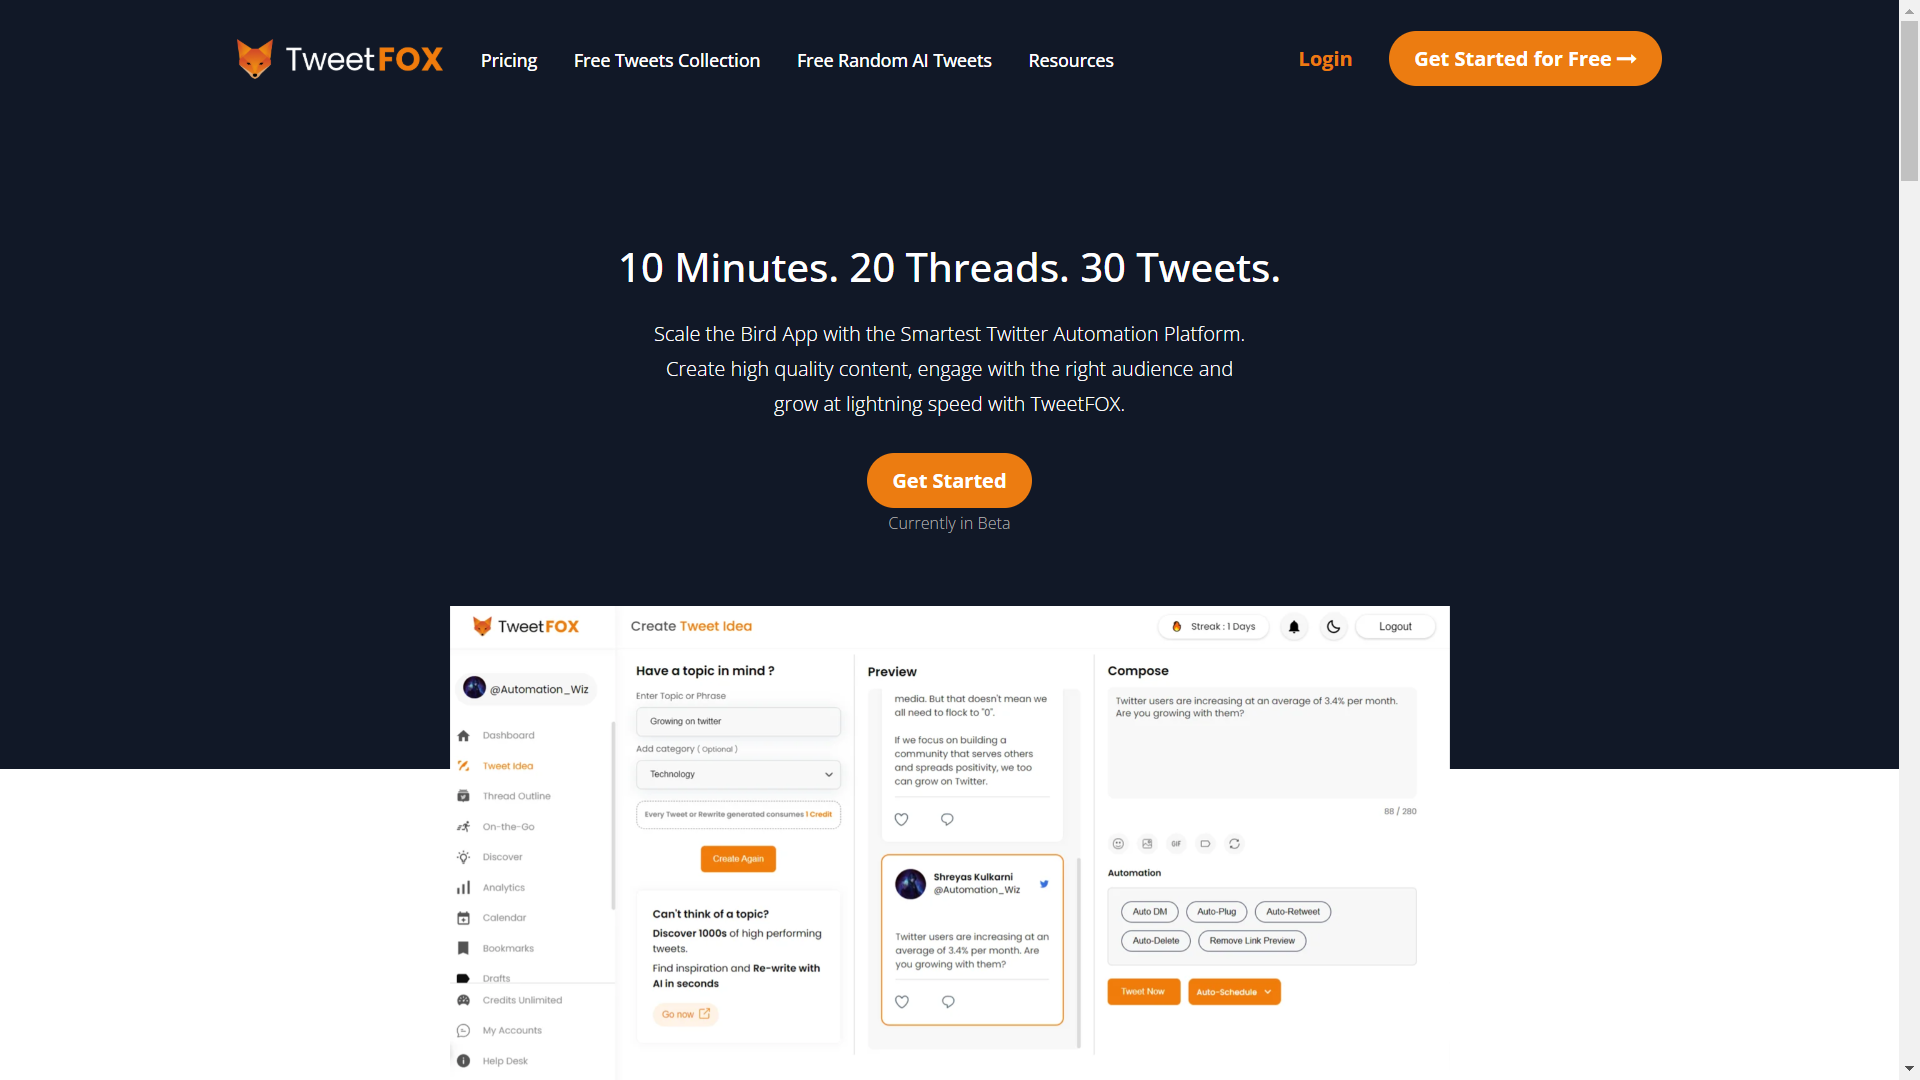 TweetFOX
Pricing
Free Tweets Collection
Free Random AI Tweets
Resources
Login
Get Started for Free
10 Minutes. 20 Threads. 30 Tweets.
Scale the Bird App with the Smartest Twitter Automation Platform.
Create high quality content, engage with the right audience and
grow at lightning speed with TweetFOX.
Get Started
Currently in Beta
TweetFOX
Create Tweet Idea
Streak : 1 Days
Logout
@Automation_Wiz
Dashboard
Tweet Idea
Thread Outline
On-the-Go
Discover
Analytics
Calendar
Bookmarks
Drafts
Credits Unlimited
My Accounts
Help Desk
Have a topic in mind ?
Enter Topic or Phrase
Growing on twitter
Add category ( Optional )
Technology
Every Tweet or Rewrite generated consumes 1 Credit
Create Again
Can't think of a topic?
Discover 1000s of high performing
tweets.
Find inspiration and Re-write with
AI in seconds
Go now
Preview
media. But that doesn't mean we
all need to flock to "0".
If we focus on building a
community that serves others
and spreads positivity, we too
can grow on Twitter.
Shreyas Kulkarni
@Automation_Wiz
Twitter users are increasing at an
average of 3.4% per month. Are
you growing with them?
Compose
Twitter users are increasing at an average of 3.4% per month.
Are you growing with them?
88 / 280
GIF
Automation
Auto DM
Auto-Plug
Auto-Retweet
Auto-Delete
Remove Link Preview
Tweet Now
Auto-Schedule